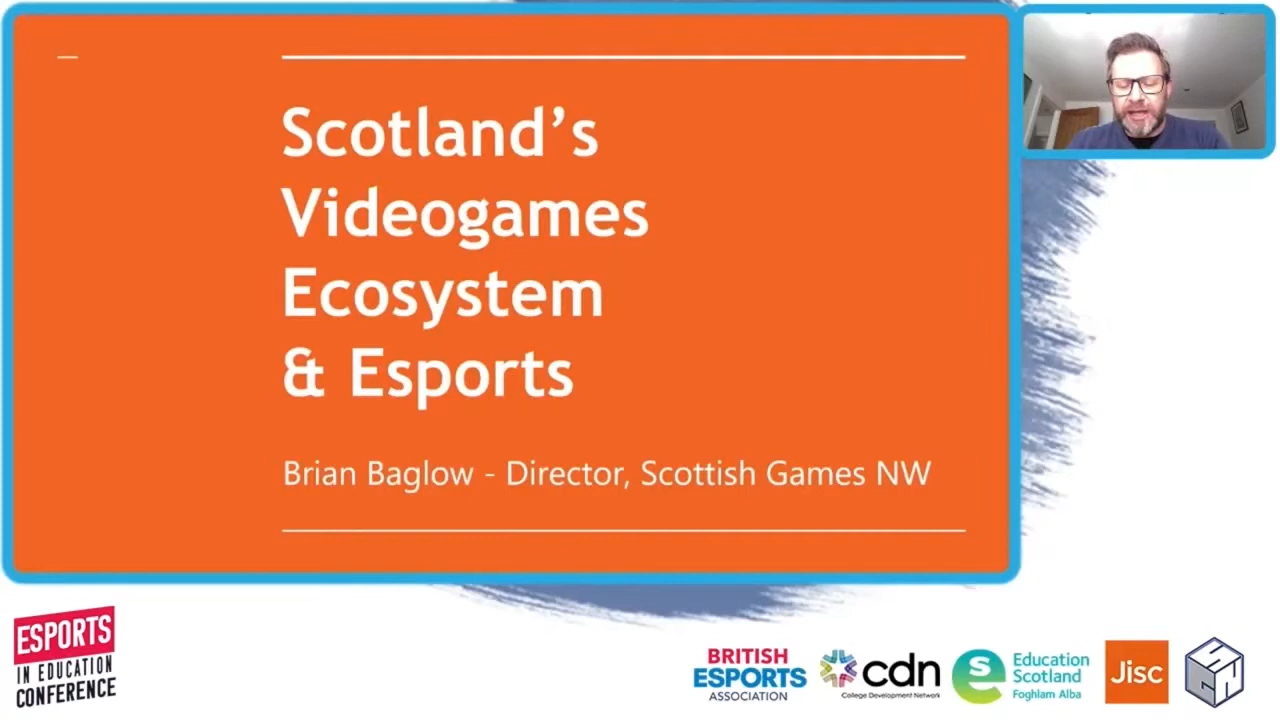 Scotland's
Videogames
Ecosystem
& Esports
Brian Baglow - Director, Scottish Games NW
ESPORTS
IN EDUCATION
CONFERENCE
BRITISH
ESPORTS
ASSOCIATION
cdn
College Development Network
Education
Scotland
Foghlam Alba
Jisc